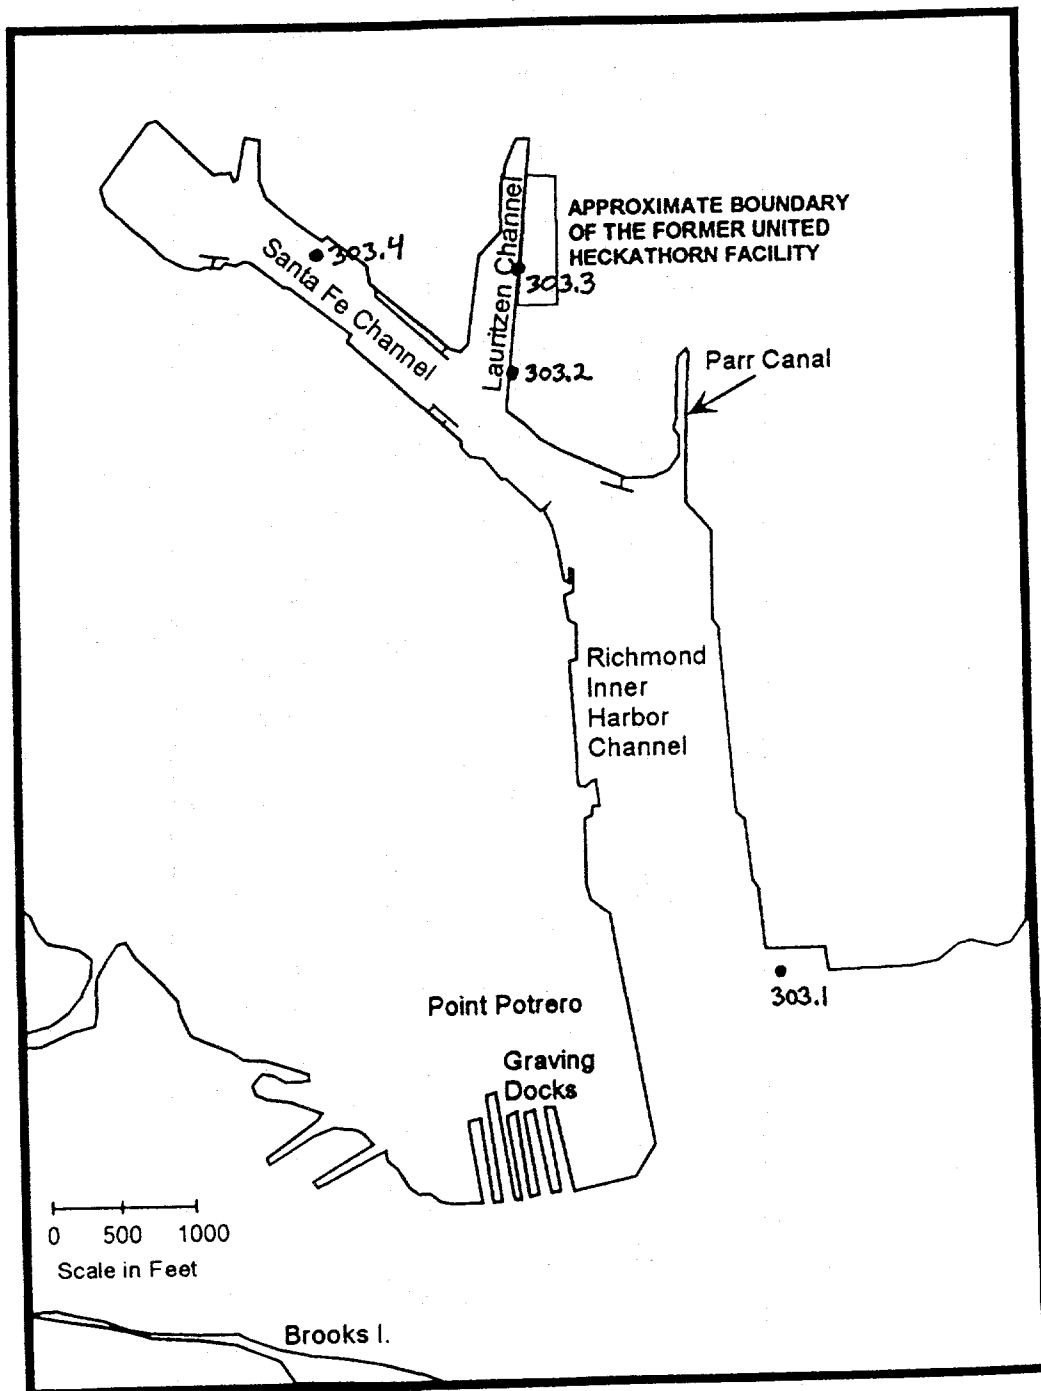 APPROXIMATE BOUNDARY
OF THE FORMER UNITED
HECKATHORN FACILITY
Santa Fe Channel
303.4
Lauritzen Channel
303.3
303.2
Parr Canal
Richmond
Inner
Harbor
Channel
303.1
Point Potrero
Graving
Docks
0 500 1000
Scale in Feet
Brooks I.